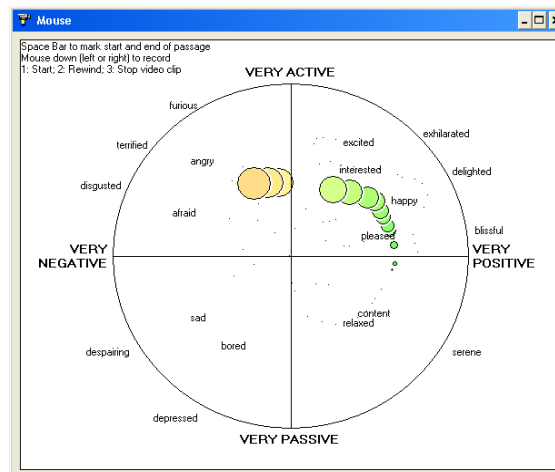 Mouse
Space Bar to mark start and end of passage
Mouse down (left or right) to record
1: Start; 2: Rewind; 3: Stop video clip
VERY ACTIVE
furious
exhilarated
terrified
excited
angry
interested
delighted
disgusted
happy
afraid
pleased
blissful
VERY
NEGATIVE
VERY
POSITIVE
sad
content
relaxed
bored
despairing
serene
depressed
VERY PASSIVE